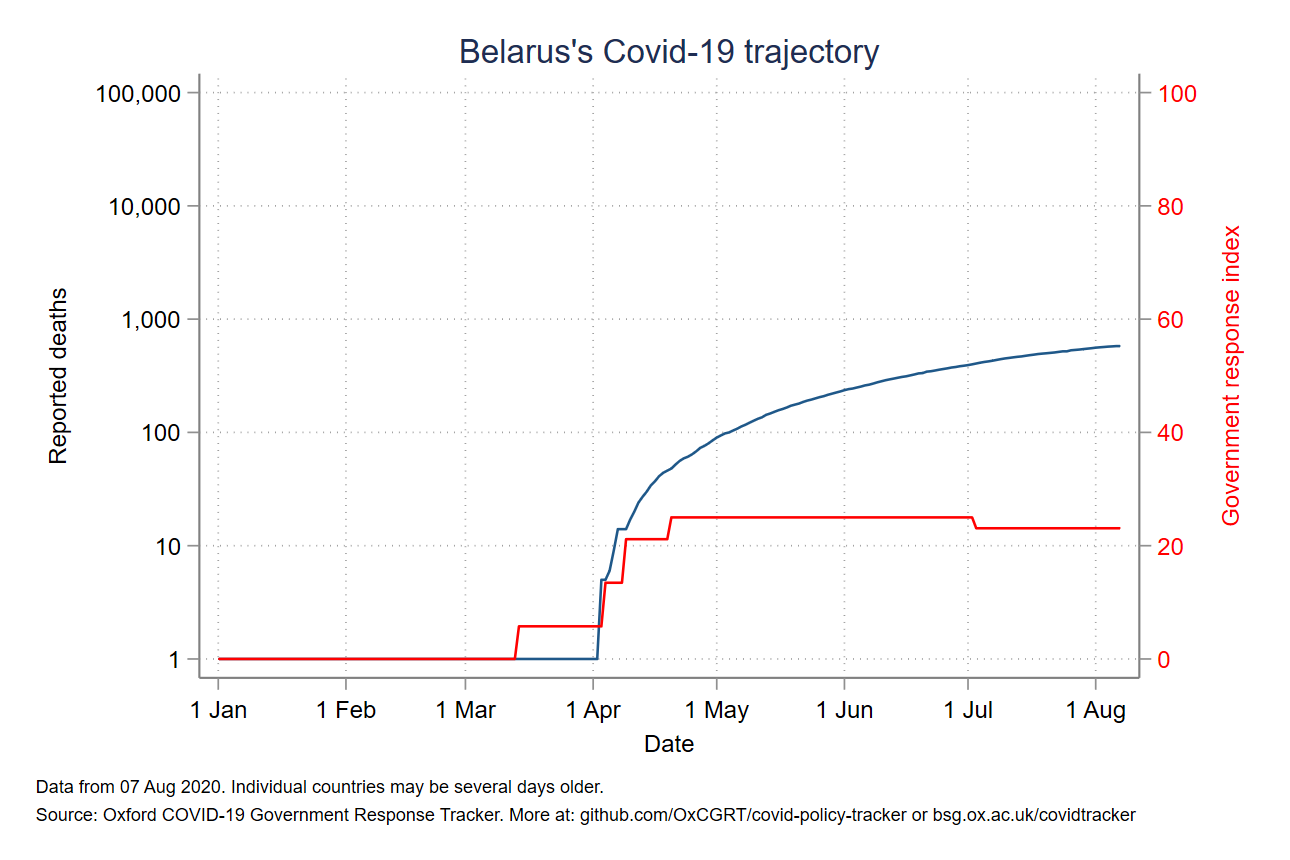 Belarus's Covid-19 trajectory
100,000
10,000
1,000
100
10
1
Reported deaths
100
80
60
40
20
0
Government response index
1 Jan 1 Feb 1 Mar 1 Apr 1 May 1 Jun 1 Jul 1 Aug
Date
Data from 07 Aug 2020. Individual countries may be several days older.
Source: Oxford COVID-19 Government Response Tracker. More at: github.com/OxCGRT/covid-policy-tracker or bsg.ox.ac.uk/covidtracker